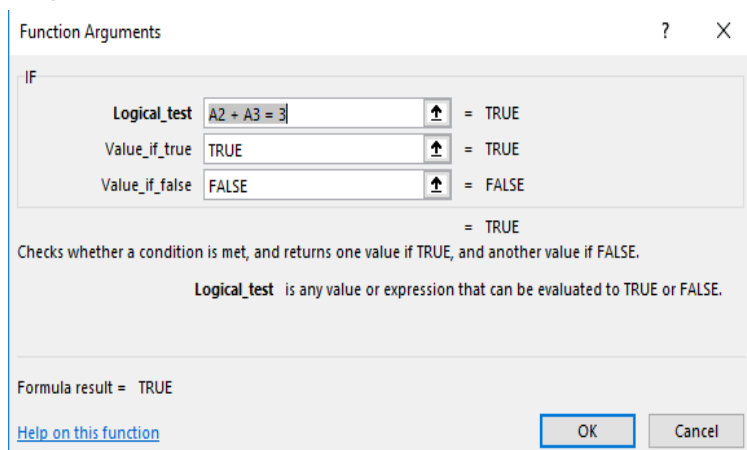 Function Arguments ? X
IF
Logical_test A2 + A3 = 3 = TRUE
Value_if_true TRUE = TRUE
Value_if_false FALSE = FALSE
= TRUE
Checks whether a condition is met, and returns one value if TRUE, and another value if FALSE.
Logical_test is any value or expression that can be evaluated to TRUE or FALSE.
Formula result = TRUE
Help on this function OK Cancel